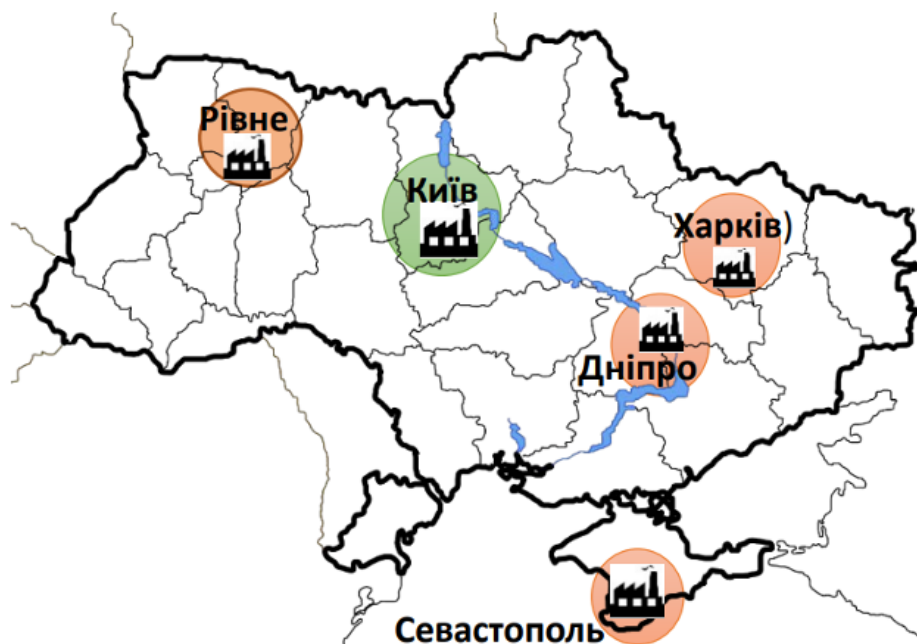 Рівне
Київ
Харків)
Дніпро
Севастополь